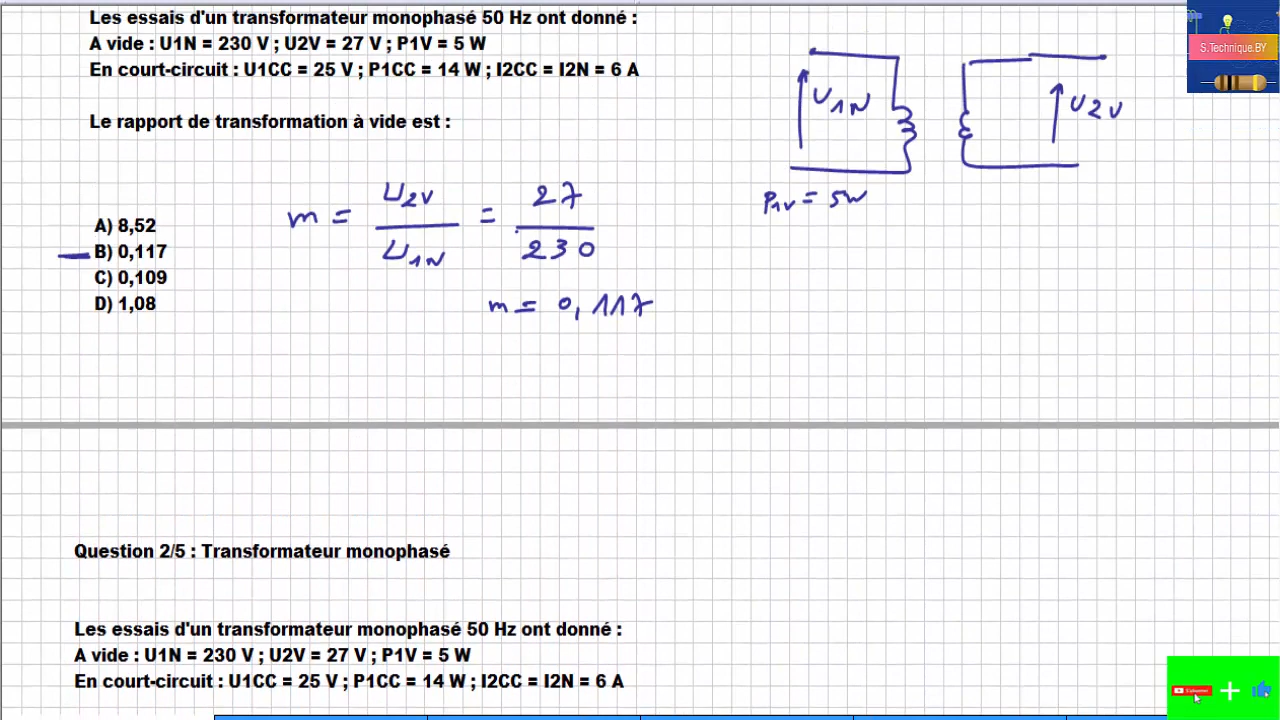 Les essais d'un transformateur monophasé 50 Hz ont donné :
A vide : U1N = 230 V ; U2V = 27 V ; P1V = 5 W
En court-circuit : U1CC = 25 V ; P1CC = 14 W ; I2CC = I2N = 6 A
S.Technique.BY
U1N
U2V
P1V = 5W
Le rapport de transformation à vide est :
m = U2V / U1N = 27 / 230
m = 0,117
A) 8,52
B) 0,117
C) 0,109
D) 1,08
Question 2/5 : Transformateur monophasé
Les essais d'un transformateur monophasé 50 Hz ont donné :
A vide : U1N = 230 V ; U2V = 27 V ; P1V = 5 W
En court-circuit : U1CC = 25 V ; P1CC = 14 W ; I2CC = I2N = 6 A
+